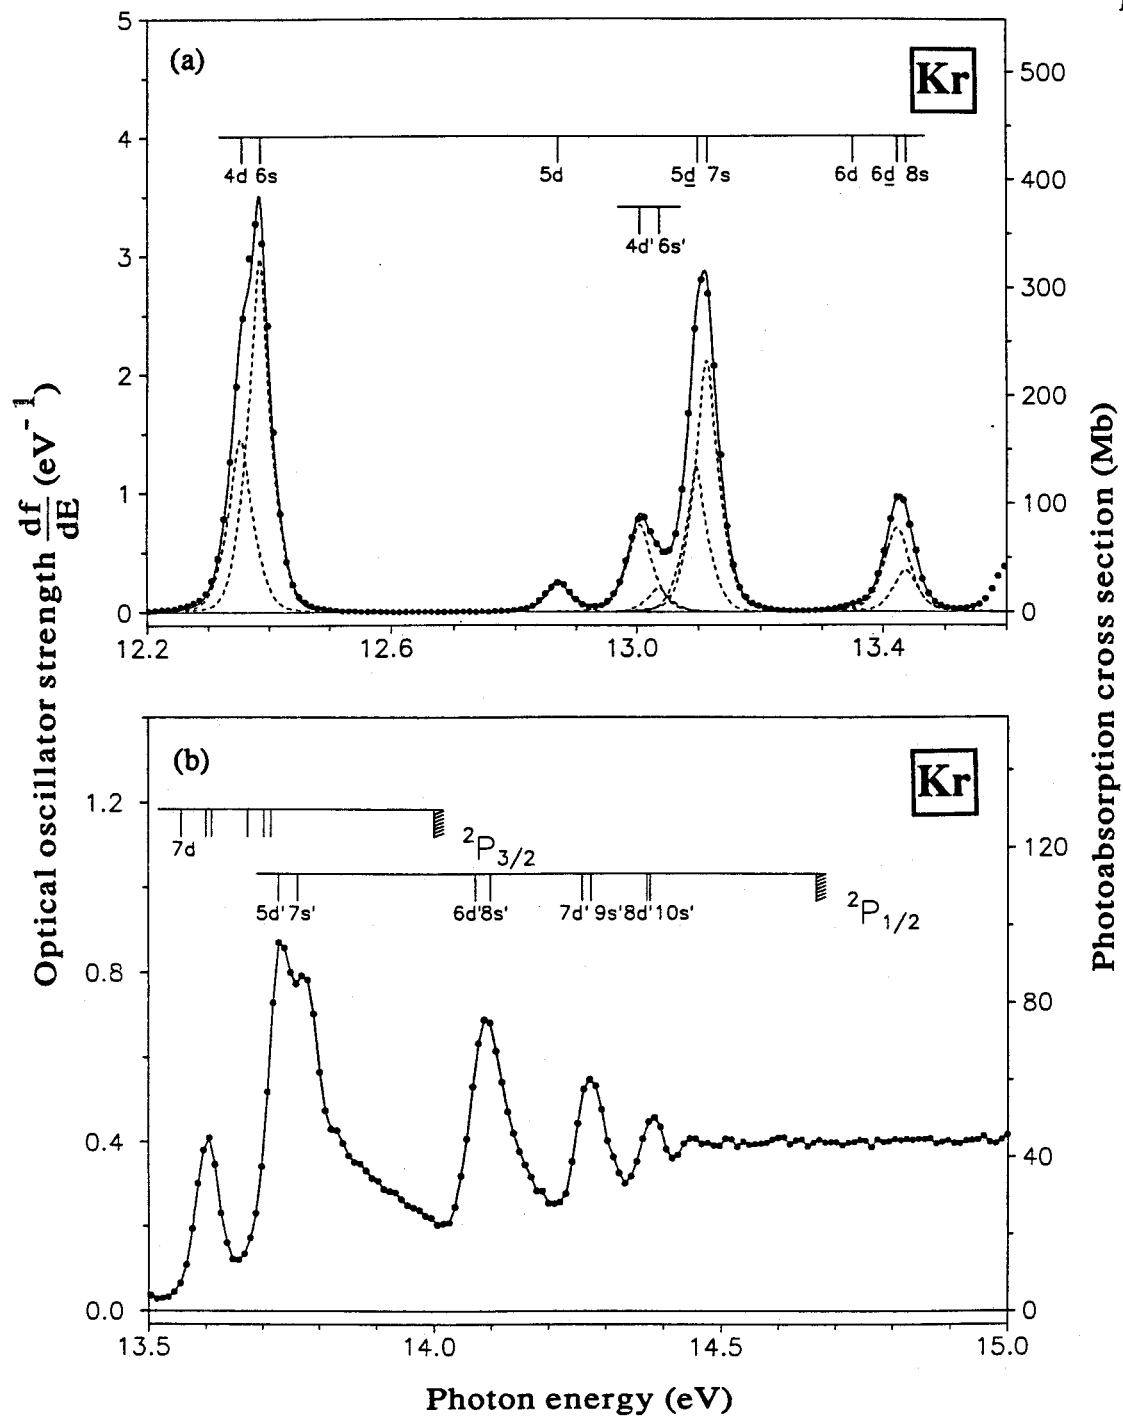 (a)
Kr
5
4
3
2
1
0
500
400
300
200
100
0
4d 6s
5d
5d 7s
6d 6d 8s
4d' 6s'
12.2 12.6 13.0 13.4
Optical oscillator strength df/dE (eV⁻¹)
Photoabsorption cross section (Mb)
(b)
Kr
1.2
0.8
0.4
0.0
120
80
40
0
7d
²P3/2
5d' 7s' 6d' 8s' 7d' 9s' 8d' 10s'
²P1/2
13.5 14.0 14.5 15.0
Photon energy (eV)